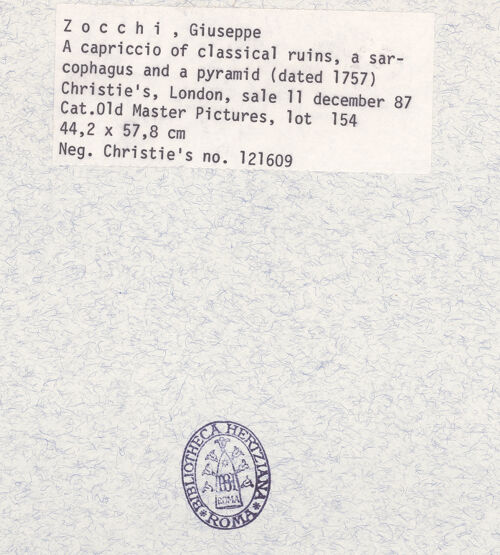 Z o c c h i , Giuseppe
A capriccio of classical ruins, a sar-
cophagus and a pyramid (dated 1757)
Christie's, London, sale 11 december 87
Cat.Old Master Pictures, lot 154
44,2 x 57,8 cm
Neg. Christie's no. 121609
BIBLIOTHECA HERTZIANA
ROMA
ROMA